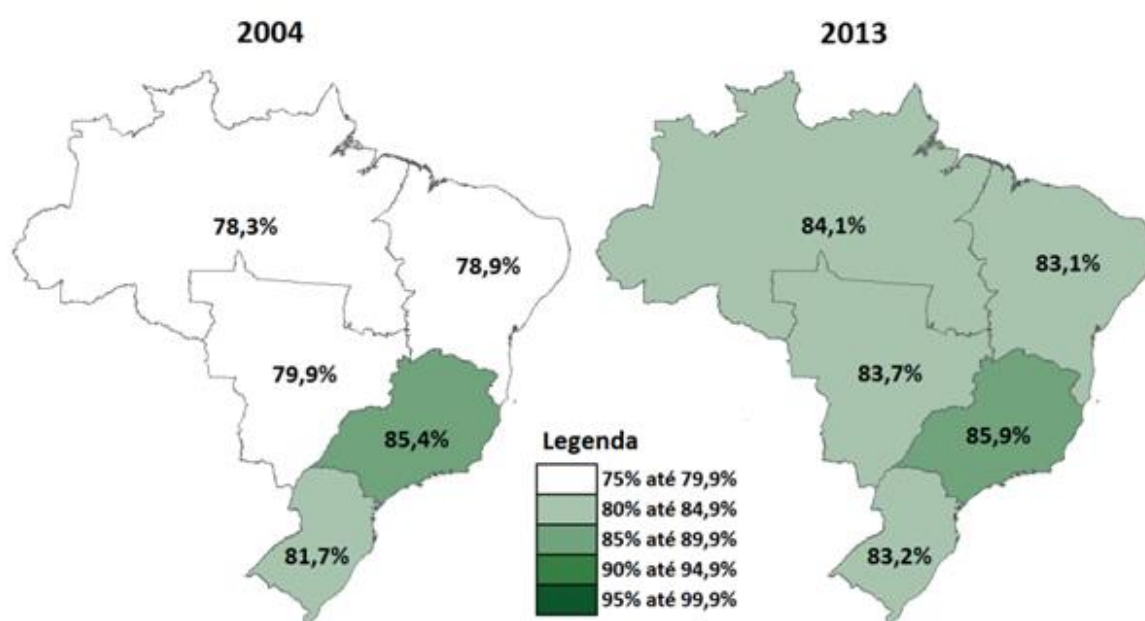 2004
2013
78,3%
78,9%
79,9%
85,4%
81,7%
84,1%
83,1%
83,7%
85,9%
83,2%
Legenda
75% até 79,9%
80% até 84,9%
85% até 89,9%
90% até 94,9%
95% até 99,9%